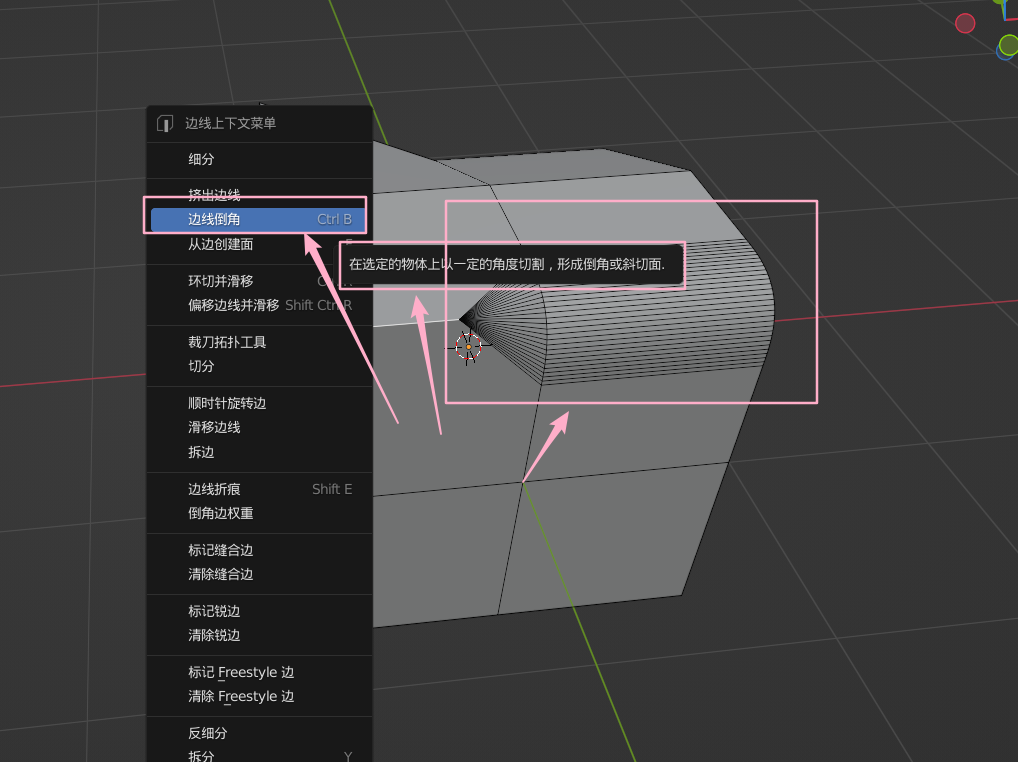 边线上下文菜单
细分
挤出边线
边线倒角 Ctrl B
从边创建面
在选定的物体上以一定的角度切割，形成倒角或斜切面.
环切并滑移
偏移边线并滑移 Shift Ctrl R
裁刀拓扑工具
切分
顺时针旋转边
滑移边线
拆边
边线折痕 Shift E
倒角边权重
标记缝合边
清除缝合边
标记锐边
清除锐边
标记 Freestyle 边
清除 Freestyle 边
反细分
拆分 Y